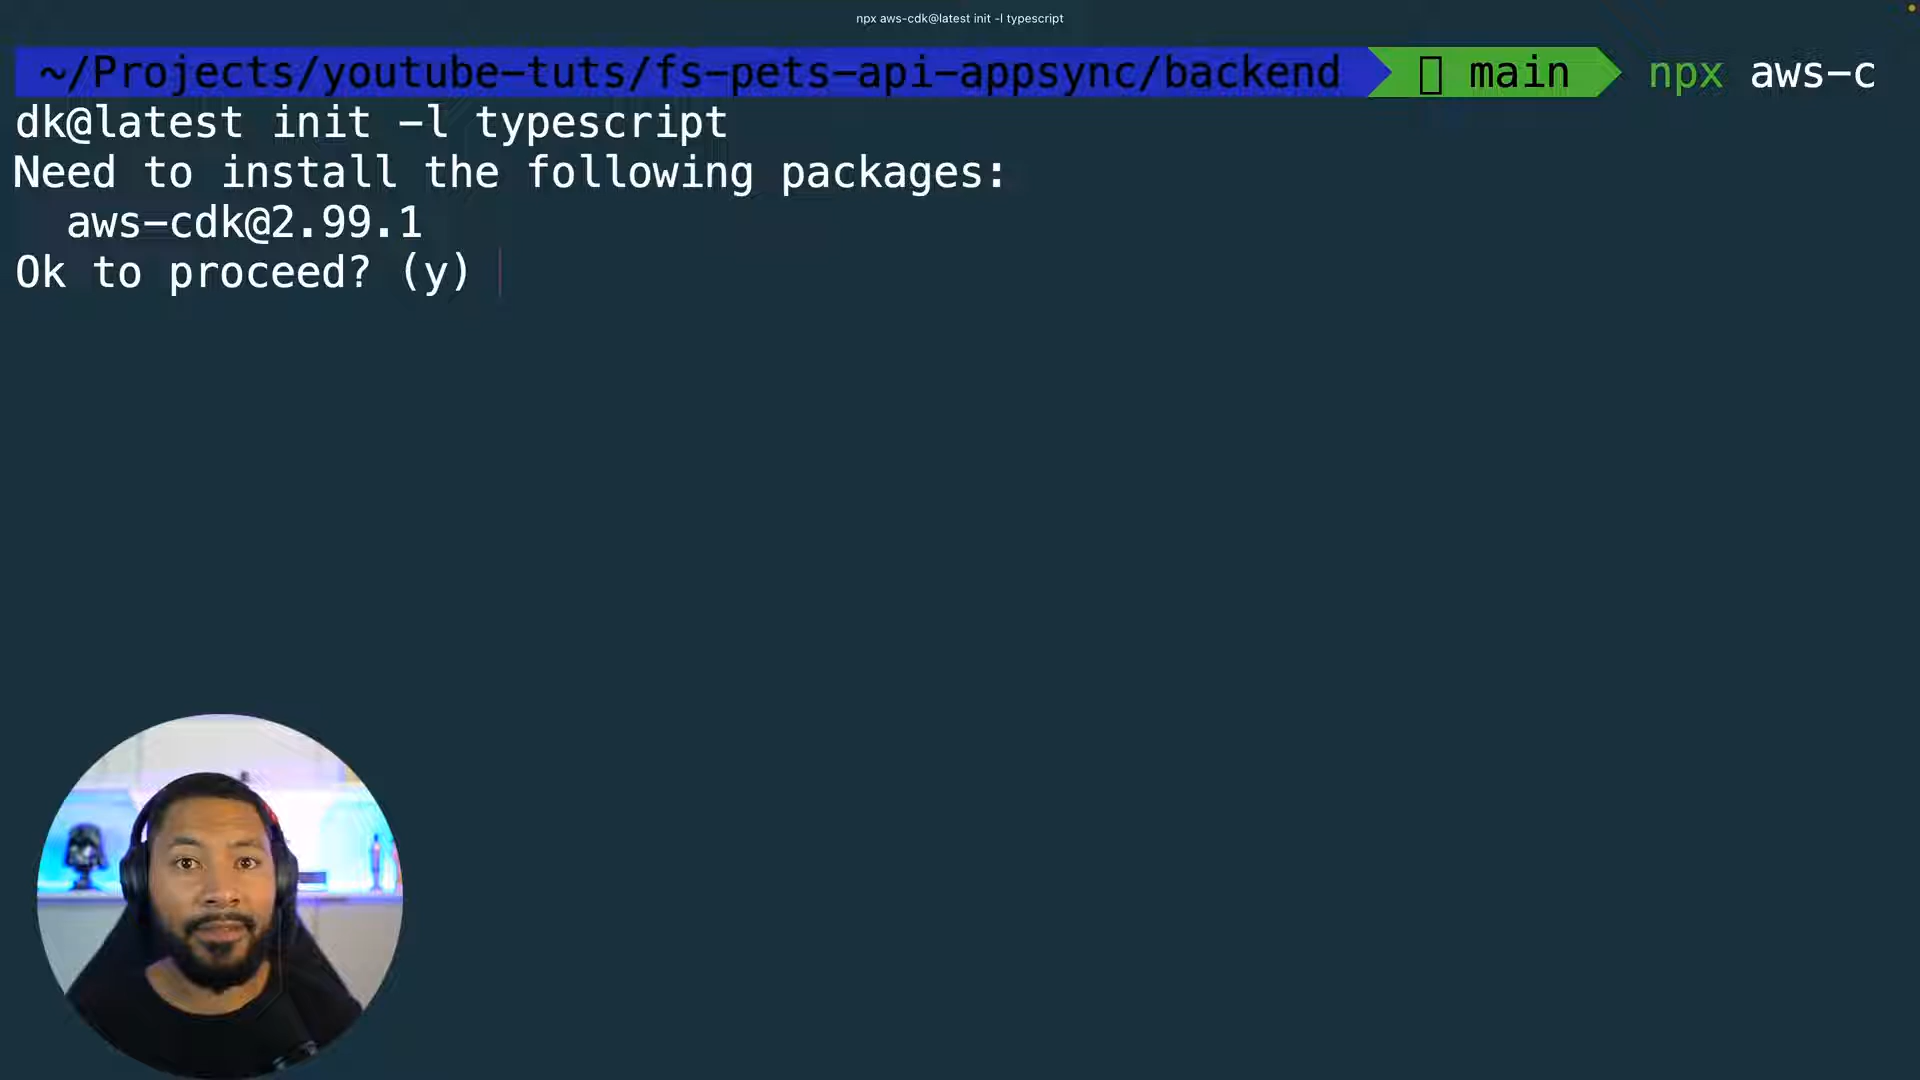 npx aws-cdk@latest init -l typescript
~/Projects/youtube-tuts/fs-pets-api-appsync/backend main npx aws-c
dk@latest init -l typescript
Need to install the following packages:
aws-cdk@2.99.1
Ok to proceed? (y)